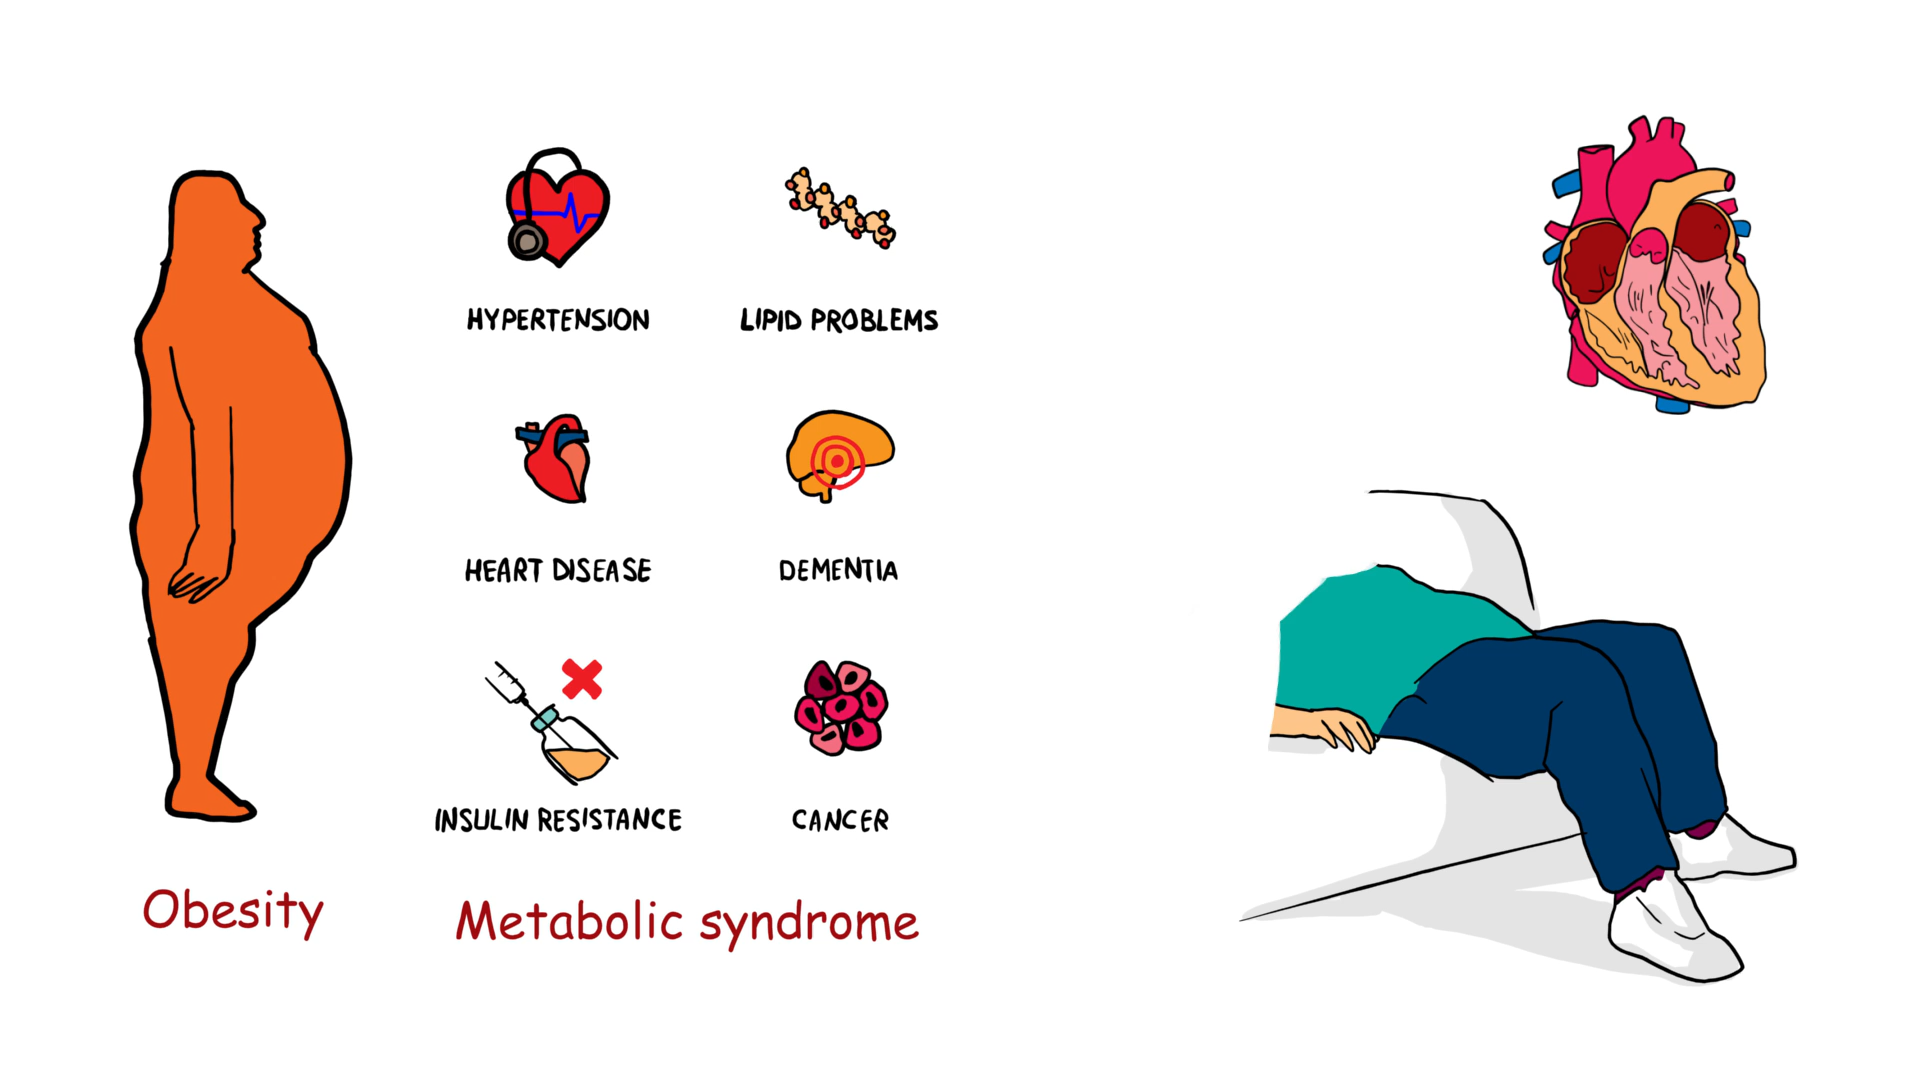 HYPERTENSION
LIPID PROBLEMS
HEART DISEASE
DEMENTIA
INSULIN RESISTANCE
CANCER
Obesity
Metabolic syndrome